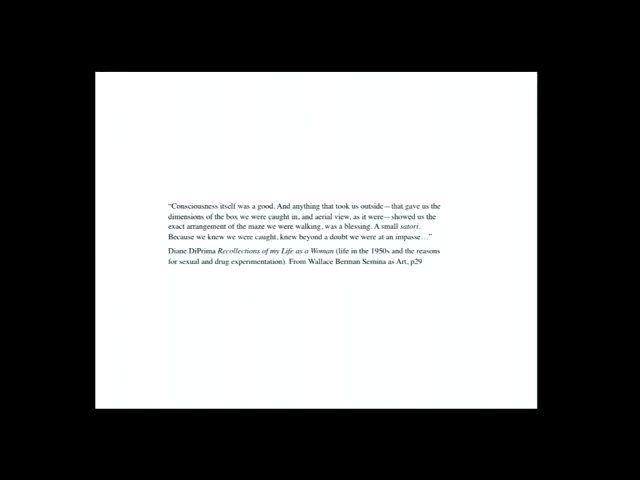 “Consciousness itself was a good. And anything that took us outside—that gave us the
dimensions of the box we were caught in, and aerial view, as it were—showed us the
exact arrangement of the maze we were walking, was a blessing. A small satori.
Because we knew we were caught, knew beyond a doubt we were at an impasse…”
Diane DiPrima Recollections of my Life as a Woman (life in the 1950s and the reasons
for sexual and drug experimentation). From Wallace Berman Semina as Art, p29